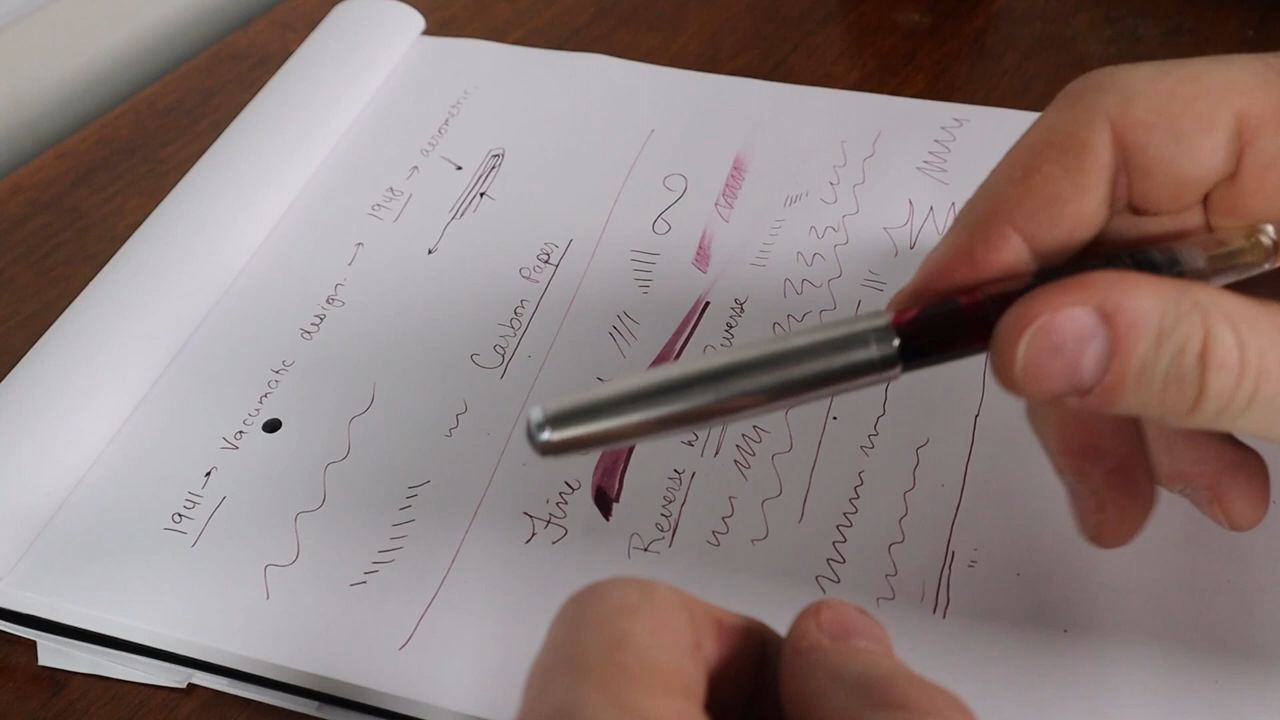 1941 → Vacumatic design. → 1948 → aerometric.
Carbon Paper
Fine
Reverse
Reverse